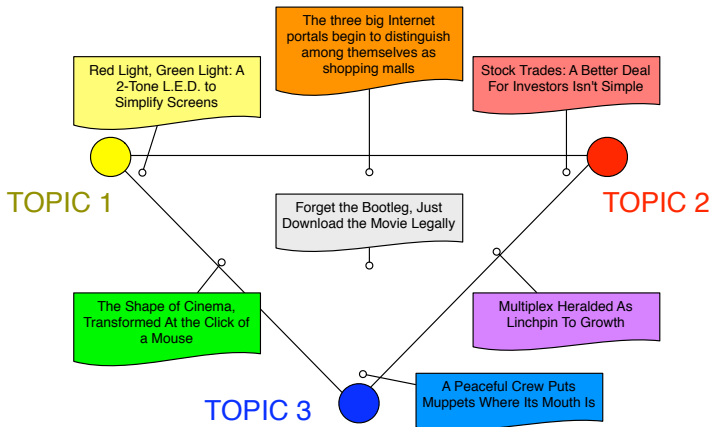 The three big Internet
portals begin to distinguish
among themselves as
shopping malls
Red Light, Green Light: A
2-Tone L.E.D. to
Simplify Screens
Stock Trades: A Better Deal
For Investors Isn't Simple
TOPIC 1
TOPIC 2
Forget the Bootleg, Just
Download the Movie Legally
The Shape of Cinema,
Transformed At the Click of
a Mouse
Multiplex Heralded As
Linchpin To Growth
TOPIC 3
A Peaceful Crew Puts
Muppets Where Its Mouth Is